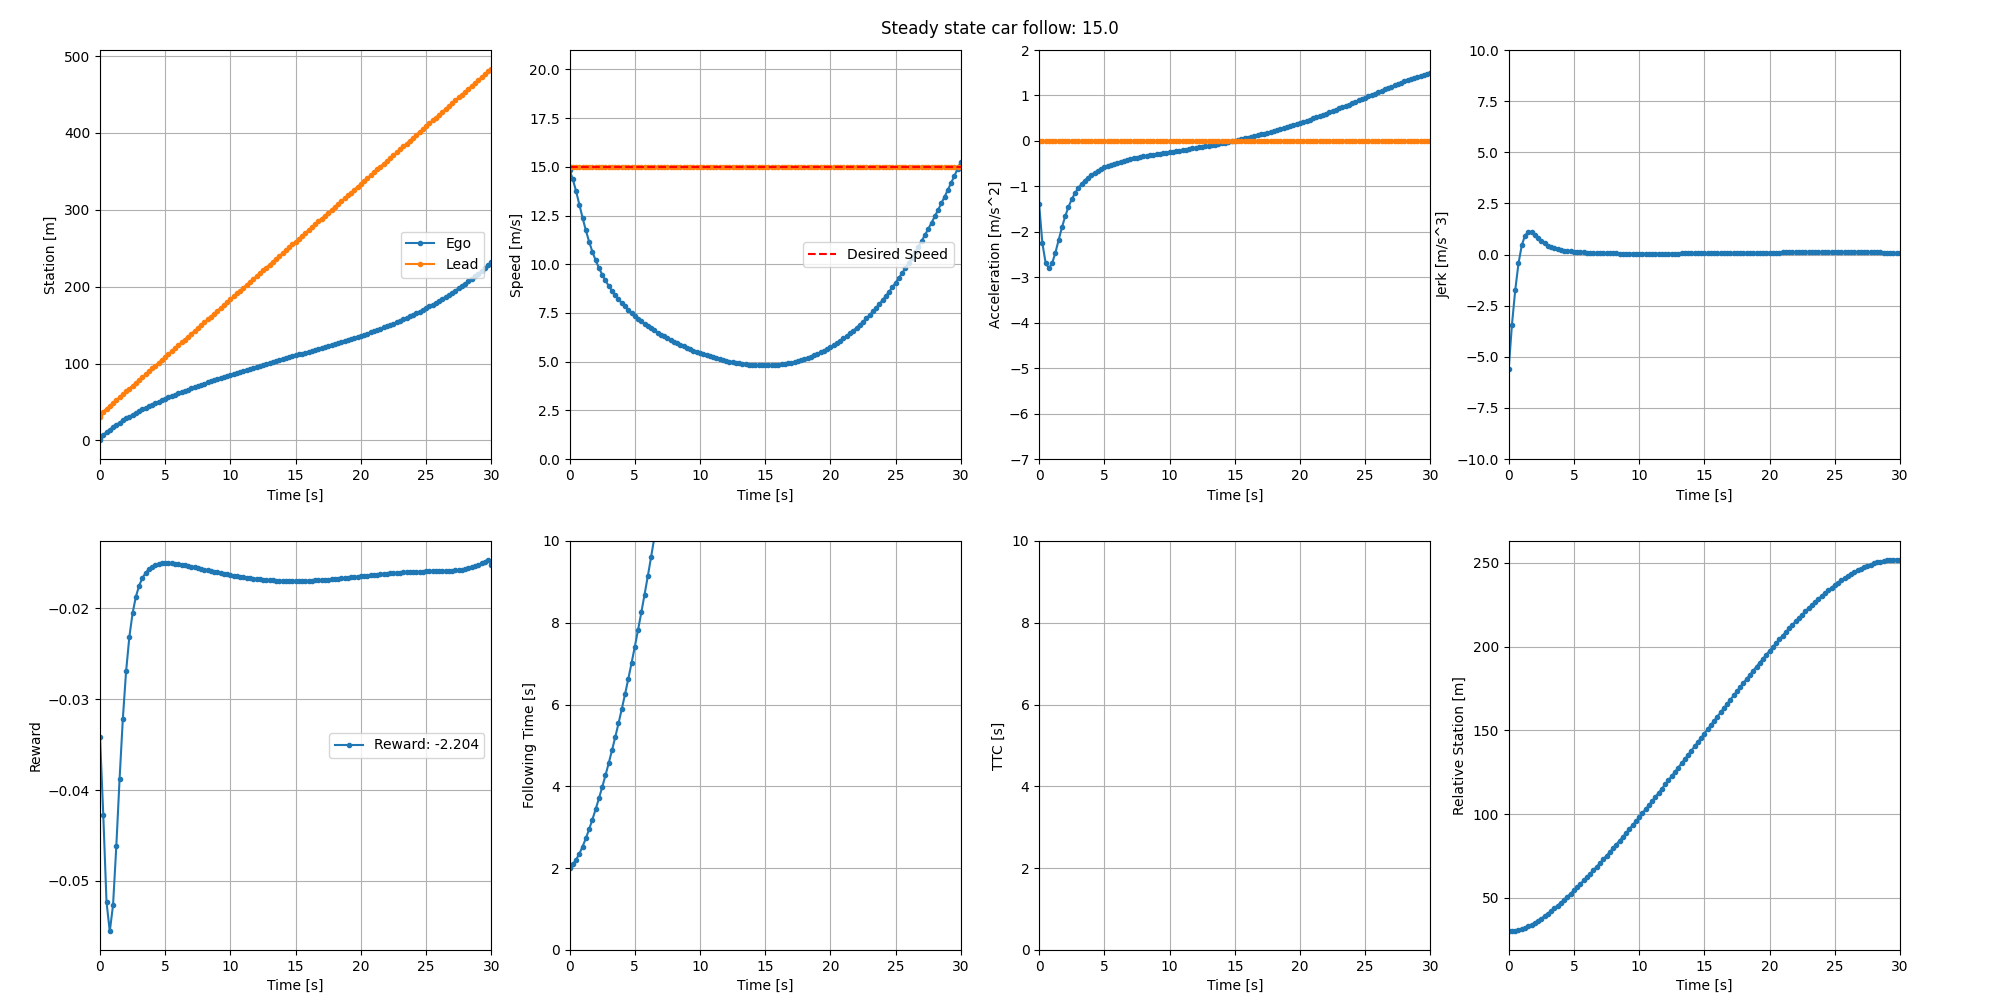 Steady state car follow: 15.0
Station [m]
500
400
300
200
100
0
Ego
Lead
0 5 10 15 20 25 30
Time [s]
Speed [m/s]
20.0
17.5
15.0
12.5
10.0
7.5
5.0
2.5
0.0
Desired Speed
0 5 10 15 20 25 30
Time [s]
Acceleration [m/s^2]
2
1
0
−1
−2
−3
−4
−5
−6
−7
0 5 10 15 20 25 30
Time [s]
Jerk [m/s^3]
10.0
7.5
5.0
2.5
0.0
−2.5
−5.0
−7.5
−10.0
0 5 10 15 20 25 30
Time [s]
Reward
−0.02
−0.03
−0.04
−0.05
Reward: -2.204
0 5 10 15 20 25 30
Time [s]
Following Time [s]
10
8
6
4
2
0
0 5 10 15 20 25 30
Time [s]
TTC [s]
10
8
6
4
2
0
0 5 10 15 20 25 30
Time [s]
Relative Station [m]
250
200
150
100
50
0 5 10 15 20 25 30
Time [s]